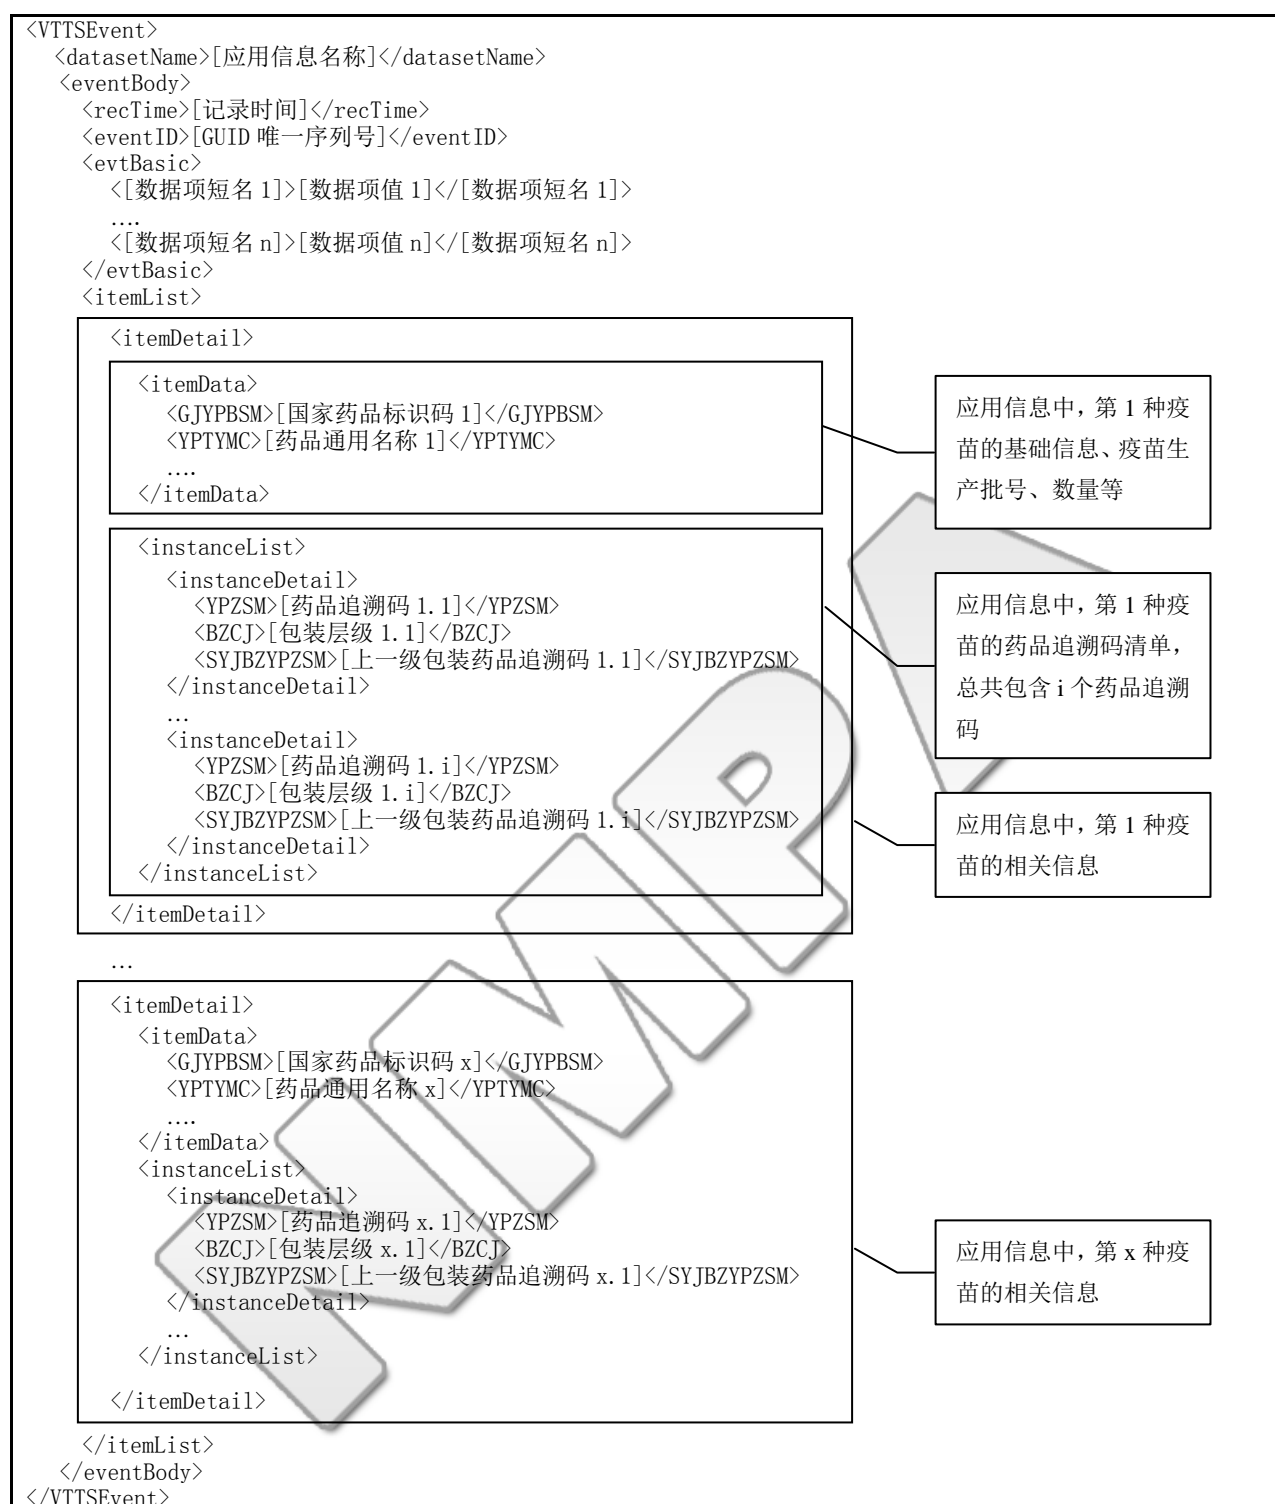 <VTTSEvent>
<datasetName>[应用信息名称]</datasetName>
<eventBody>
<recTime>[记录时间]</recTime>
<eventID>[GUID 唯一序列号]</eventID>
<evtBasic>
<[数据项短名 1]>[数据项值 1]</[数据项短名 1]>
....
<[数据项短名 n]>[数据项值 n]</[数据项短名 n]>
</evtBasic>
<itemList>
<itemDetail>
<itemData>
<GJYPBSM>[国家药品标识码 1]</GJYPBSM>
<YPTYMC>[药品通用名称 1]</YPTYMC>
....
</itemData>
应用信息中，第 1 种疫
苗的基础信息、疫苗生
产批号、数量等
<instanceList>
<instanceDetail>
<YPZSM>[药品追溯码 1.1]</YPZSM>
<BZCJ>[包装层级 1.1]</BZCJ>
<SYJBZYPZSM>[上一级包装药品追溯码 1.1]</SYJBZYPZSM>
</instanceDetail>
...
<instanceDetail>
<YPZSM>[药品追溯码 1.i]</YPZSM>
<BZCJ>[包装层级 1.i]</BZCJ>
<SYJBZYPZSM>[上一级包装药品追溯码 1.i]</SYJBZYPZSM>
</instanceDetail>
</instanceList>
应用信息中，第 1 种疫
苗的药品追溯码清单，
总共包含 i 个药品追溯
码
</itemDetail>
应用信息中，第 1 种疫
苗的相关信息
...
<itemDetail>
<itemData>
<GJYPBSM>[国家药品标识码 x]</GJYPBSM>
<YPTYMC>[药品通用名称 x]</YPTYMC>
....
</itemData>
<instanceList>
<instanceDetail>
<YPZSM>[药品追溯码 x.1]</YPZSM>
<BZCJ>[包装层级 x.1]</BZCJ>
<SYJBZYPZSM>[上一级包装药品追溯码 x.1]</SYJBZYPZSM>
</instanceDetail>
...
</instanceList>
</itemDetail>
应用信息中，第 x 种疫
苗的相关信息
</itemList>
</eventBody>
</VTTSEvent>
NMPA